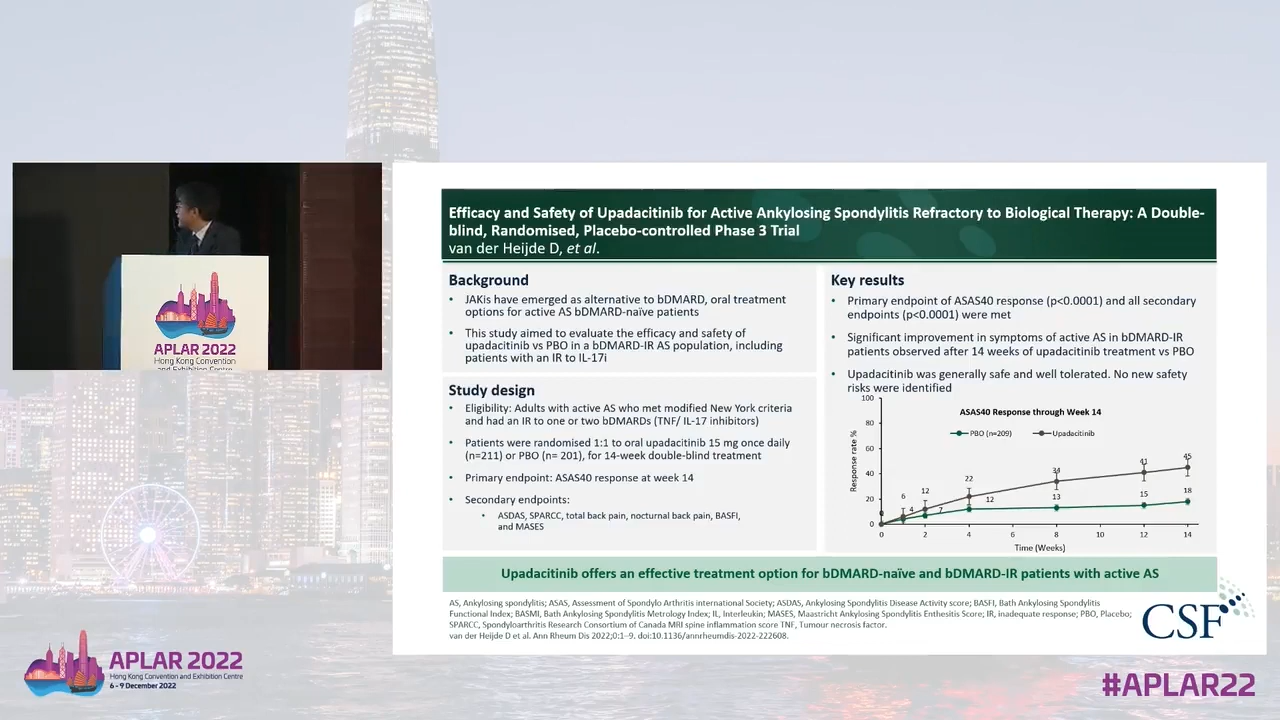 APLAR 2022
Hong Kong Convention
and Exhibition Centre
Efficacy and Safety of Upadacitinib for Active Ankylosing Spondylitis Refractory to Biological Therapy: A Double-
blind, Randomised, Placebo-controlled Phase 3 Trial
van der Heijde D, et al.
Background
• JAKis have emerged as alternative to bDMARD, oral treatment
options for active AS bDMARD-naïve patients
• This study aimed to evaluate the efficacy and safety of
upadacitinib vs PBO in a bDMARD-IR AS population, including
patients with an IR to IL-17i
Study design
• Eligibility: Adults with active AS who met modified New York criteria
and had an IR to one or two bDMARDs (TNF/ IL-17 inhibitors)
• Patients were randomised 1:1 to oral upadacitinib 15 mg once daily
(n=211) or PBO (n= 201), for 14-week double-blind treatment
• Primary endpoint: ASAS40 response at week 14
• Secondary endpoints:
• ASDAS, SPARCC, total back pain, nocturnal back pain, BASFI,
and MASES
Key results
• Primary endpoint of ASAS40 response (p<0.0001) and all secondary
endpoints (p<0.0001) were met
• Significant improvement in symptoms of active AS in bDMARD-IR
patients observed after 14 weeks of upadacitinib treatment vs PBO
• Upadacitinib was generally safe and well tolerated. No new safety
risks were identified
ASAS40 Response through Week 14
PBO (n=209) Upadacitinib
Response rate %
100
80
60
40
20
0
6 12 22 34 41 45
4 7 12 13 15 18
0 2 4 6 8 10 12 14
Time (Weeks)
Upadacitinib offers an effective treatment option for bDMARD-naïve and bDMARD-IR patients with active AS
AS, Ankylosing spondylitis; ASAS, Assessment of Spondylo Arthritis international Society; ASDAS, Ankylosing Spondylitis Disease Activity score; BASFI, Bath Ankylosing Spondylitis
Functional Index; BASMI, Bath Ankylosing Spondylitis Metrology Index; IL, Interleukin; MASES, Maastricht Ankylosing Spondylitis Enthesitis Score; IR, inadequate response; PBO, Placebo;
SPARCC, Spondyloarthritis Research Consortium of Canada MRI spine inflammation score TNF, Tumour necrosis factor.
van der Heijde D et al. Ann Rheum Dis 2022;0:1–9. doi:10.1136/annrheumdis-2022-222608.
CSF
APLAR 2022
Hong Kong Convention and Exhibition Centre
6 - 9 December 2022
#APLAR22